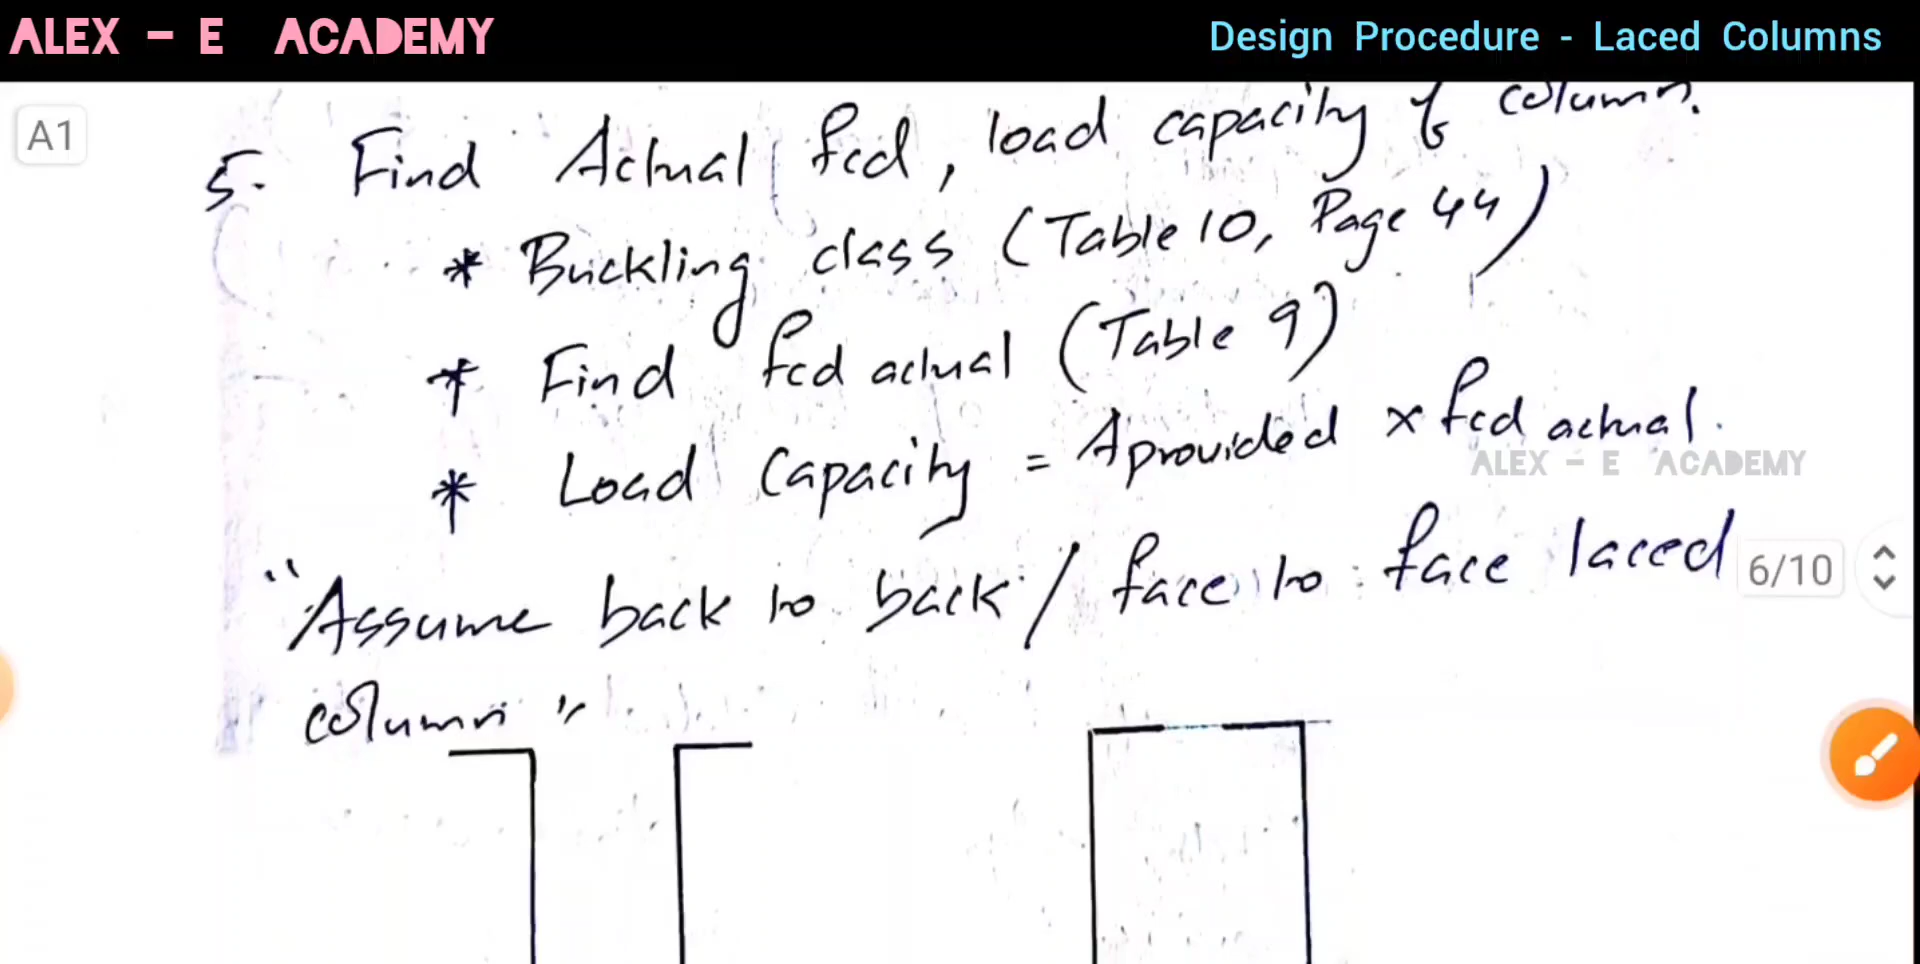 ALEX - E ACADEMY
Design Procedure - Laced Columns
A1
5. Find Actual fcd, load capacity of column.
* Buckling class (Table 10, Page 44)
* Find fcd actual (Table 9)
* Load Capacity = Aprovided x fcd actual.
ALEX - E ACADEMY
"Assume back to back / face to face laced
6/10
column"